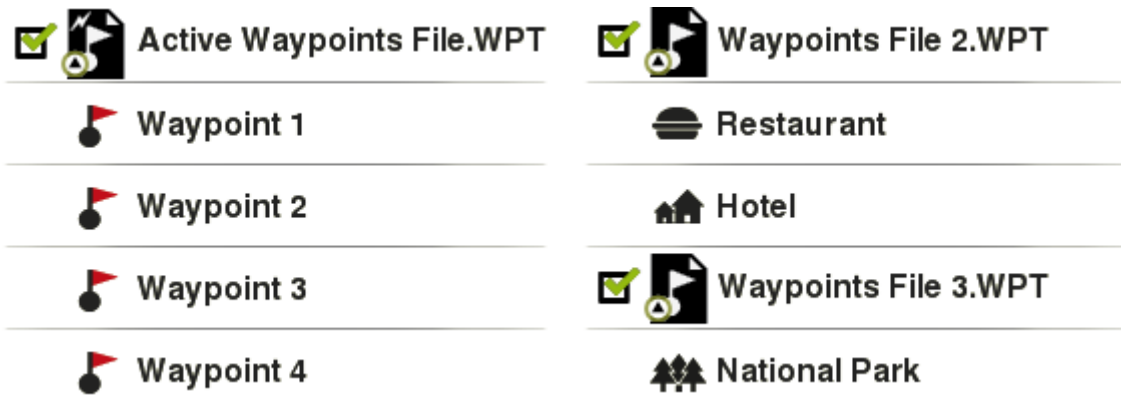 Active Waypoints File.WPT
Waypoint 1
Waypoint 2
Waypoint 3
Waypoint 4
Waypoints File 2.WPT
Restaurant
Hotel
Waypoints File 3.WPT
National Park